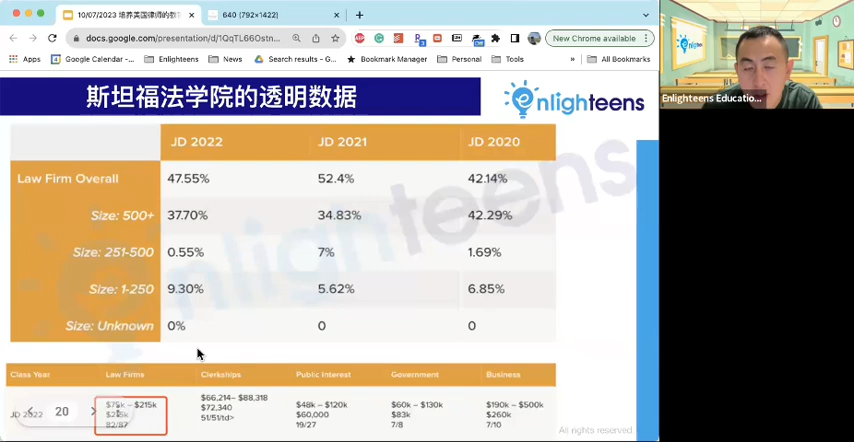 10/07/2023 培养美国律师的教
640 (792×1422)
docs.google.com/presentation/d/1QqTL66Ostn...
New Chrome available
Apps
Google Calendar -...
Enlighteens
News
Search results - G...
Bookmark Manager
Personal
Tools
»
All Bookmarks
斯坦福法学院的透明数据
enlighteens
Enlighteens Educatio...
JD 2022 JD 2021 JD 2020
Law Firm Overall 47.55% 52.4% 42.14%
Size: 500+ 37.70% 34.83% 42.29%
Size: 251-500 0.55% 7% 1.69%
Size: 1-250 9.30% 5.62% 6.85%
Size: Unknown 0% 0 0
enlighteens
Class Year Law Firms Clerkships Public Interest Government Business
JD 2022
$75k – $215k
82/87
$66,214– $88,318
$72,340
51/51/td>
$48k – $120k
$60,000
19/27
$60k – $130k
$83k
7/8
$190k – $500k
$260k
7/10
20
All rights reserved